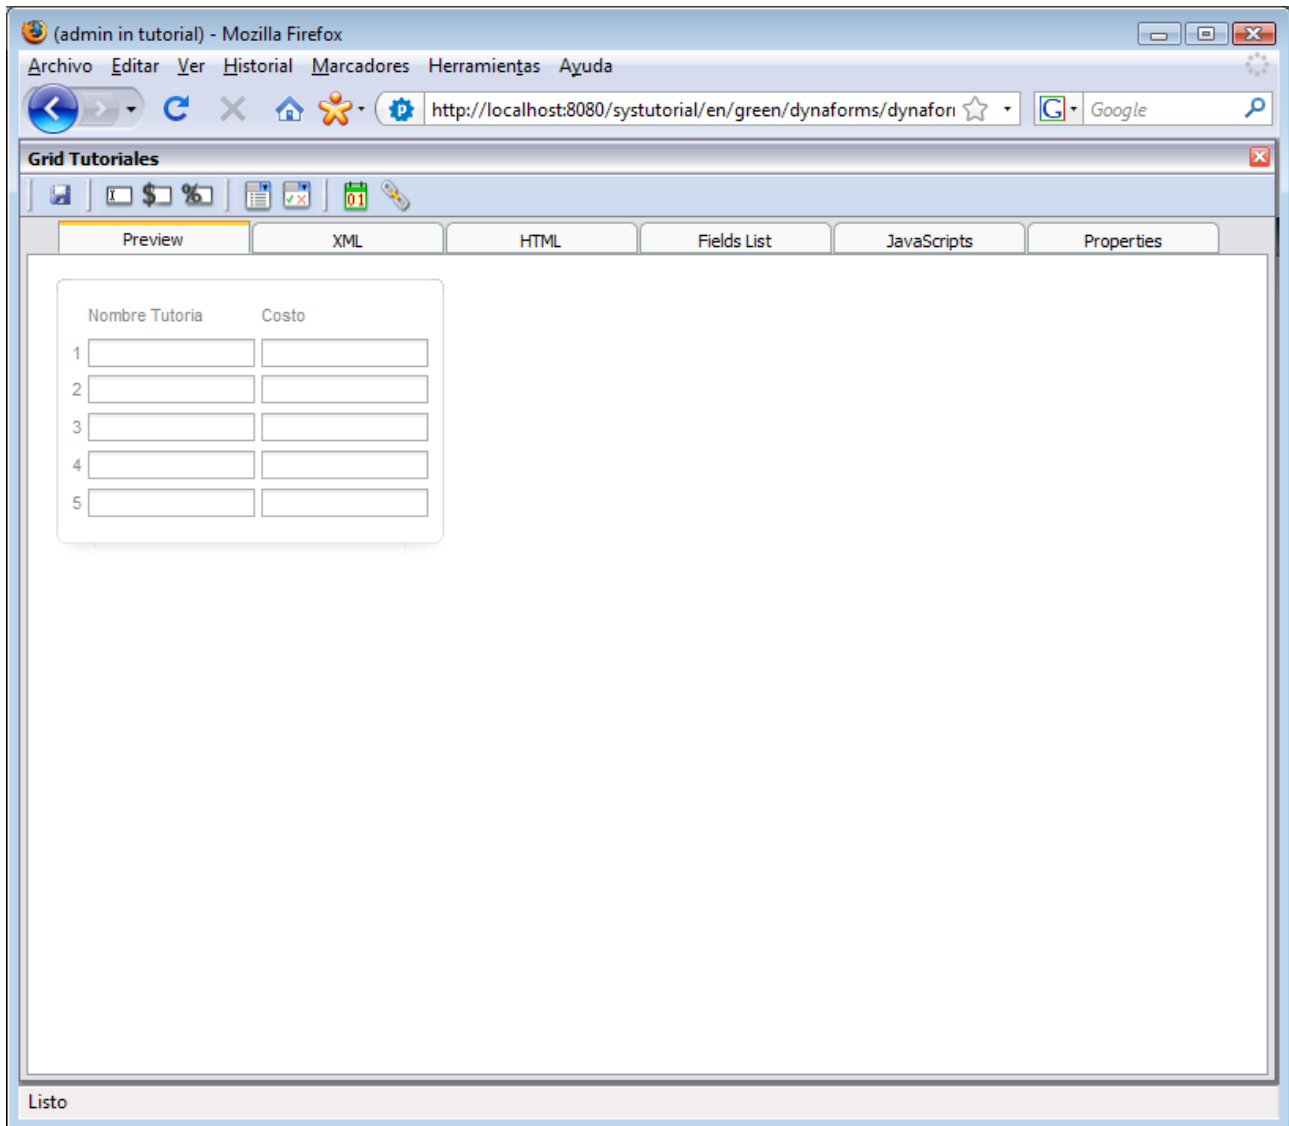 (admin in tutorial) - Mozilla Firefox
Archivo Editar Ver Historial Marcadores Herramientas Ayuda
http://localhost:8080/systutorial/en/green/dynaforms/dynaforı G Google
Grid Tutoriales
$ % 01
Preview XML HTML Fields List JavaScripts Properties
Nombre Tutoria Costo
1
2
3
4
5
Listo